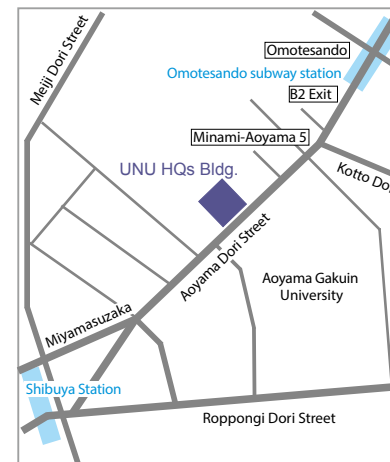 Omotesando
Meiji Dori Street
Omotesando subway station
B2 Exit
Minami-Aoyama 5
UNU HQs Bldg.
Kotto Do
Aoyama Dori Street
Aoyama Gakuin
University
Miyamasuzaka
Shibuya Station
Roppongi Dori Street